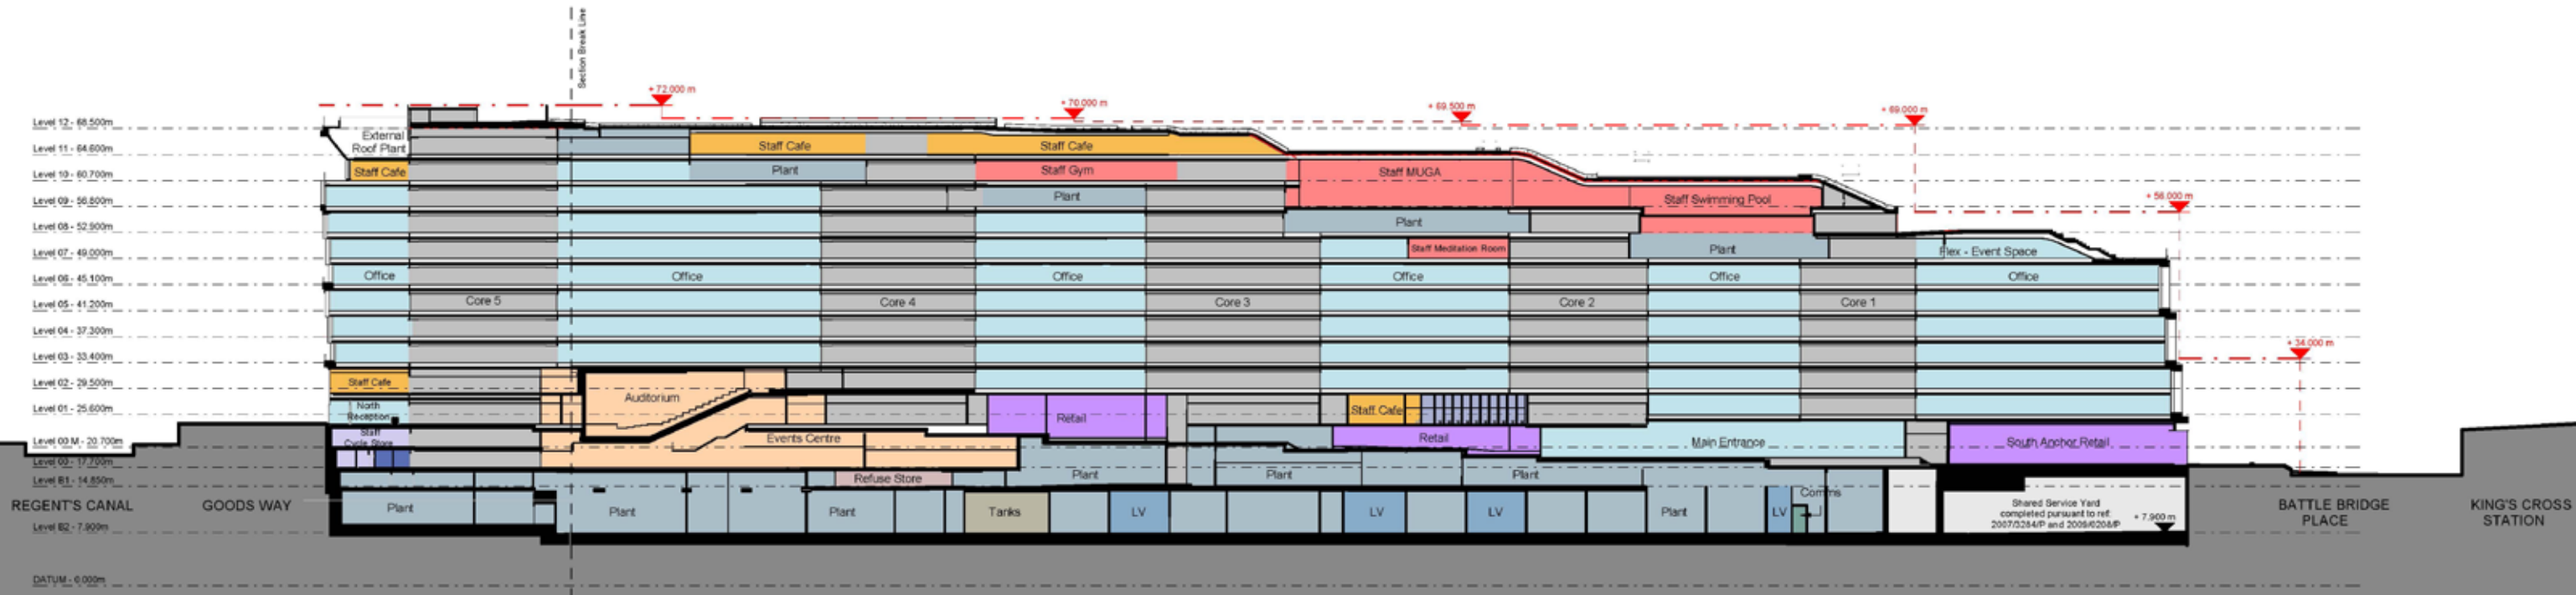 Section Break Line
+ 72.000 m
+ 70.000 m
+ 69.500 m
+ 69.000 m
+ 56.000 m
+ 34.000 m
Level 12 - 68.500m
External
Roof Plant
Level 11 - 64.600m
Staff Cafe
Staff Cafe
Level 10 - 60.700m
Staff Cafe
Plant
Staff Gym
Staff MUGA
Level 09 - 56.800m
Plant
Staff Swimming Pool
Level 08 - 52.900m
Plant
Level 07 - 49.000m
Staff Meditation Room
Plant
Flex - Event Space
Level 06 - 45.100m
Office
Office
Office
Office
Office
Office
Level 05 - 41.200m
Core 5
Core 4
Core 3
Core 2
Core 1
Level 04 - 37.300m
Level 03 - 33.400m
Level 02 - 29.500m
Staff Cafe
Auditorium
Level 01 - 25.600m
North
Reception
Retail
Staff Cafe
Level 00 M - 20.700m
Staff
Cycle Store
Events Centre
Retail
Main Entrance
South Anchor Retail
Level 00 - 17.700m
Level B1 - 14.850m
Refuse Store
Plant
Plant
Plant
Comms
REGENT'S CANAL
GOODS WAY
Plant
Plant
Plant
Tanks
LV
LV
LV
Plant
LV
Shared Service Yard
completed pursuant to ref:
2007/5264/P and 2009/0208/P
+ 7.900 m
BATTLE BRIDGE
PLACE
KING'S CROSS
STATION
Level B2 - 7.900m
DATUM - 0.000m